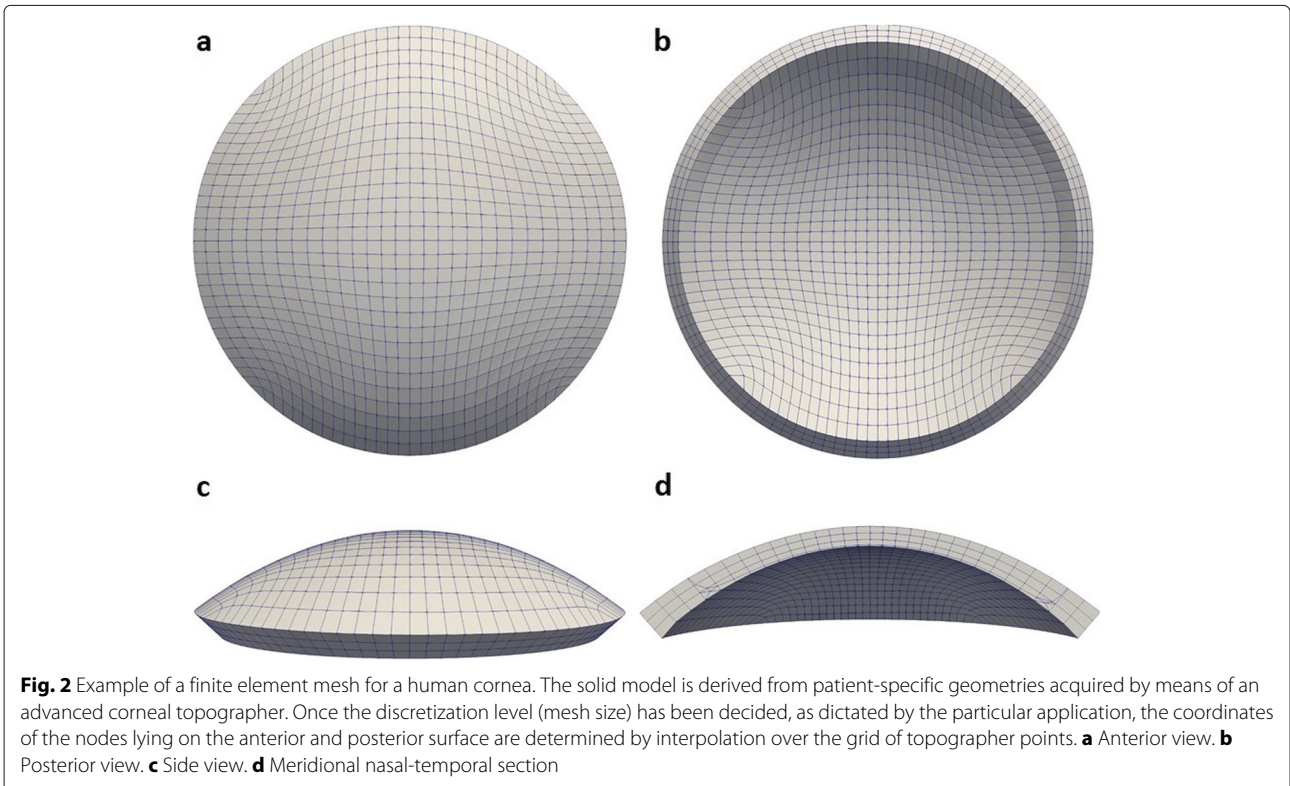 a
b
c
d
Fig. 2 Example of a finite element mesh for a human cornea. The solid model is derived from patient-specific geometries acquired by means of an
advanced corneal topographer. Once the discretization level (mesh size) has been decided, as dictated by the particular application, the coordinates
of the nodes lying on the anterior and posterior surface are determined by interpolation over the grid of topographer points. a Anterior view. b
Posterior view. c Side view. d Meridional nasal-temporal section